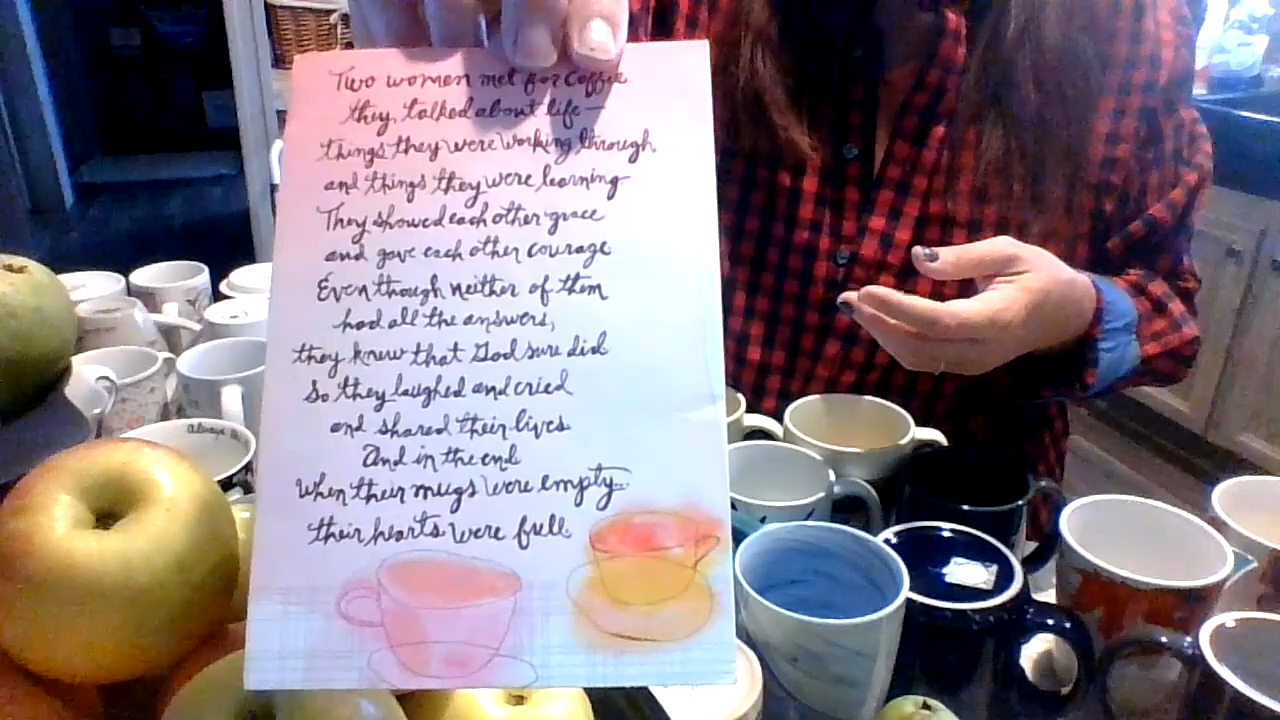 Two women met for coffee
they talked about life —
things they were working through
and things they were learning
They showed each other grace
and gave each other courage
Even though neither of them
had all the answers,
they knew that God sure did
So they laughed and cried
and shared their lives
And in the end
When their mugs were empty...
their hearts were full
always